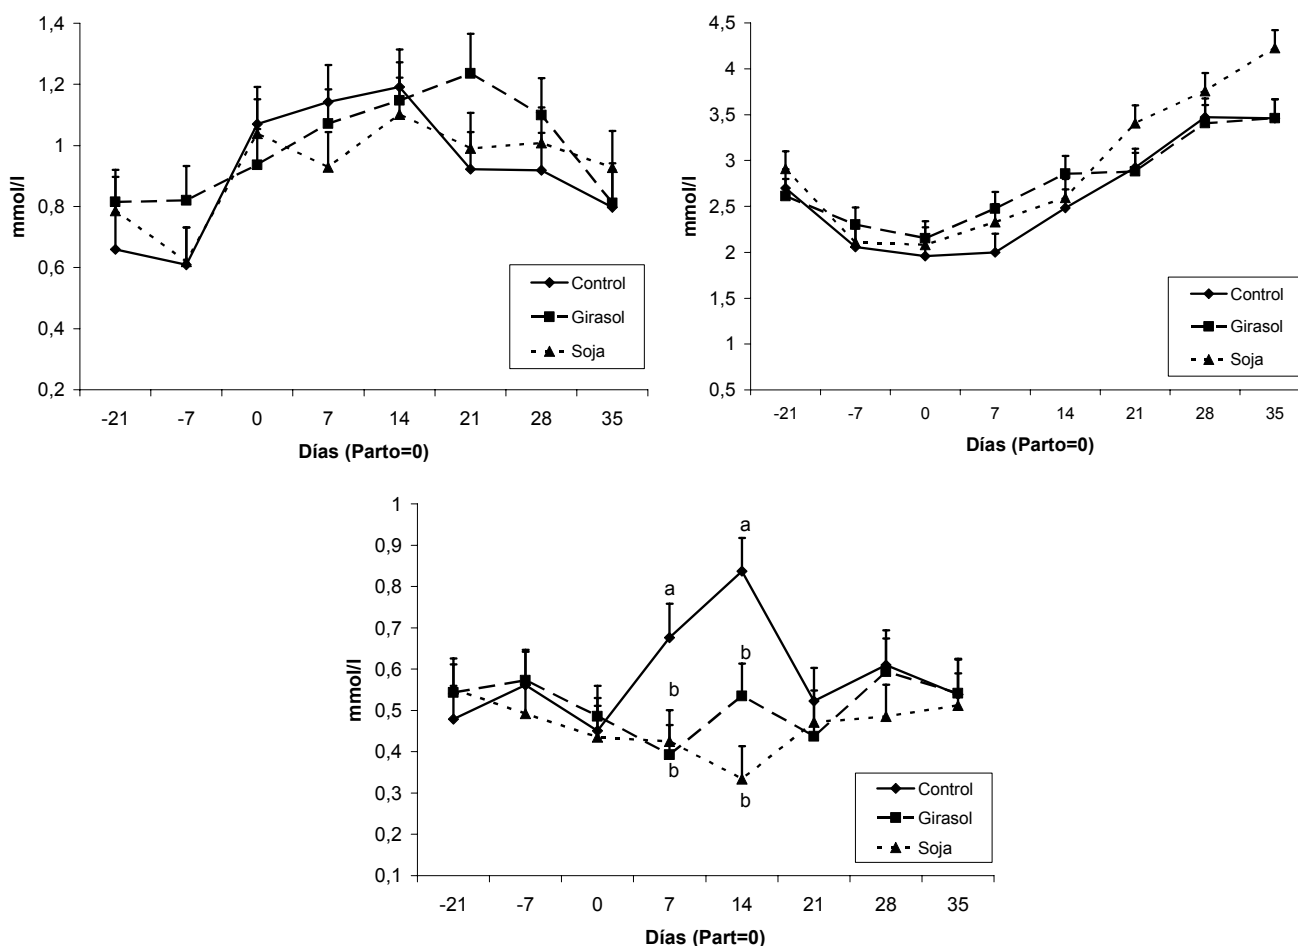 1,4
1,2
1
0,8
0,6
0,4
0,2
mmol/l
-21 -7 0 7 14 21 28 35
Días (Parto=0)
Control
Girasol
Soja
4,5
4
3,5
3
2,5
2
1,5
1
0,5
mmol/l
-21 -7 0 7 14 21 28 35
Días (Parto=0)
Control
Girasol
Soja
1
0,9
0,8
0,7
0,6
0,5
0,4
0,3
0,2
0,1
mmol/l
a
a
b
b
b
b
-21 -7 0 7 14 21 28 35
Días (Part=0)
Control
Girasol
Soja